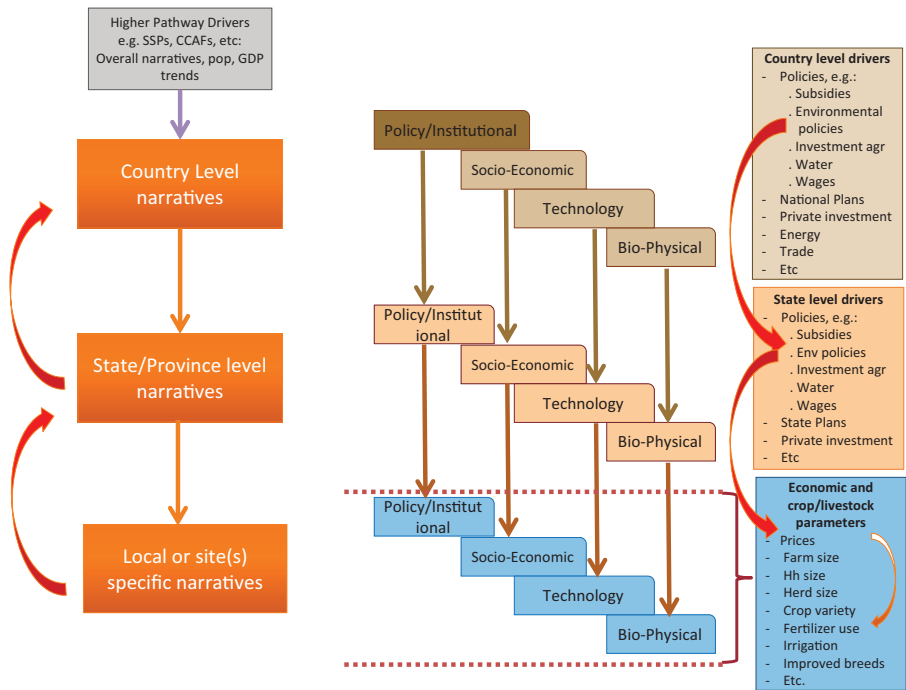 Higher Pathway Drivers
e.g. SSPs, CCAFs, etc:
Overall narratives, pop, GDP
trends
Country Level
narratives
State/Province level
narratives
Local or site(s)
specific narratives
Policy/Institutional
Socio-Economic
Technology
Bio-Physical
Policy/Institut
ional
Socio-Economic
Technology
Bio-Physical
Policy/Institut
ional
Socio-Economic
Technology
Bio-Physical
Country level drivers
- Policies, e.g.:
. Subsidies
. Environmental
policies
. Investment agr
. Water
. Wages
- National Plans
- Private investment
- Energy
- Trade
- Etc
State level drivers
- Policies, e.g.:
. Subsidies
. Env policies
. Investment agr
. Water
. Wages
- State Plans
- Private investment
- Etc
Economic and
crop/livestock
parameters
- Prices
- Farm size
- Hh size
- Herd size
- Crop variety
- Fertilizer use
- Irrigation
- Improved breeds
- Etc.